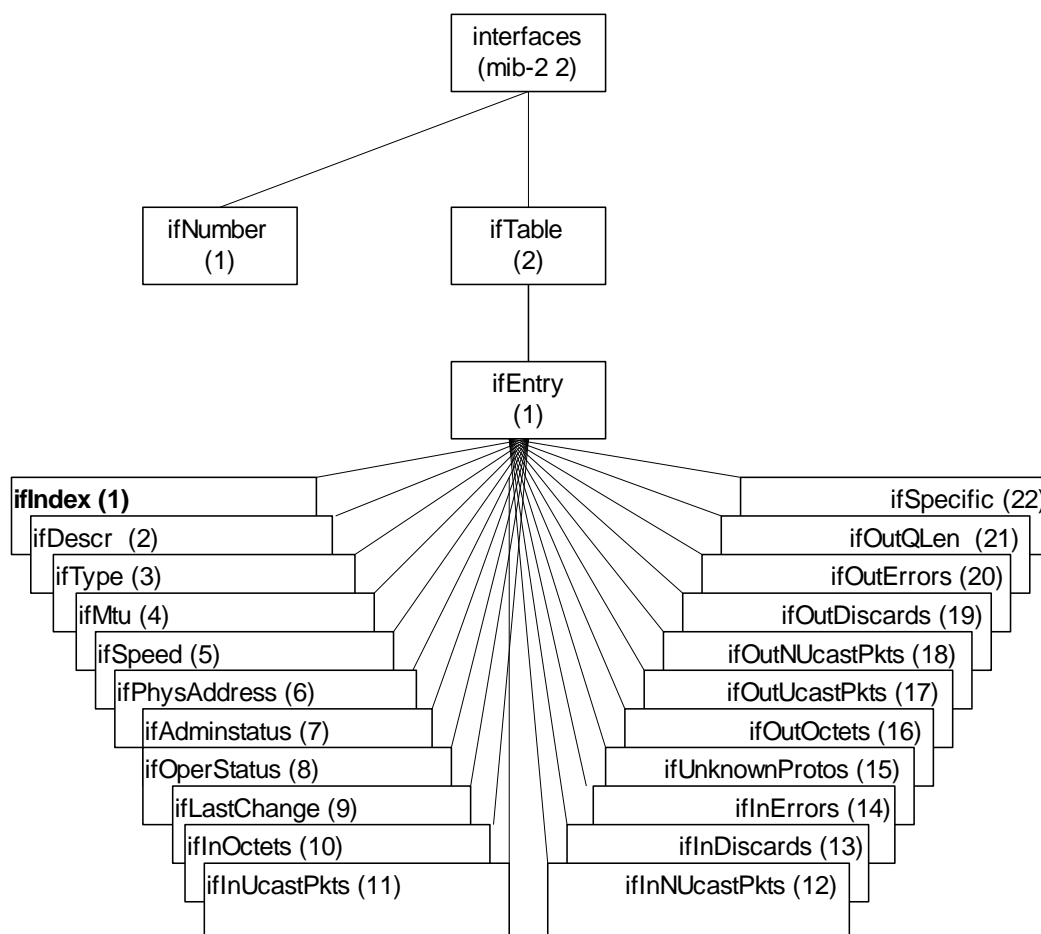 interfaces
(mib-2 2)
ifNumber
(1)
ifTable
(2)
ifEntry
(1)
ifIndex (1)
ifDescr (2)
ifType (3)
ifMtu (4)
ifSpeed (5)
ifPhysAddress (6)
ifAdminstatus (7)
ifOperStatus (8)
ifLastChange (9)
ifInOctets (10)
ifInUcastPkts (11)
ifSpecific (22)
ifOutQLen (21)
ifOutErrors (20)
ifOutDiscards (19)
ifOutNUcastPkts (18)
ifOutUcastPkts (17)
ifOutOctets (16)
ifUnknownProtos (15)
ifInErrors (14)
ifInDiscards (13)
ifInNUcastPkts (12)